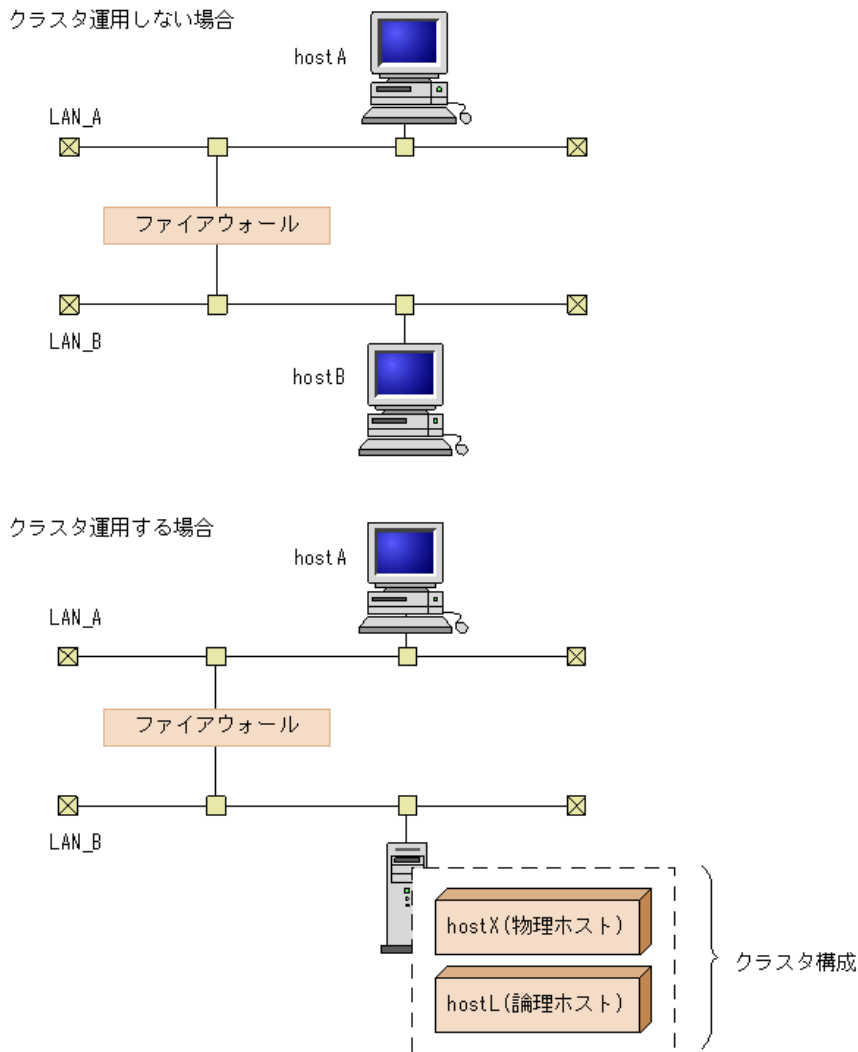 クラスタ運用しない場合
hostA
LAN_A
ファイアウォール
LAN_B
hostB
クラスタ運用する場合
hostA
LAN_A
ファイアウォール
LAN_B
hostX(物理ホスト)
クラスタ構成
hostL(論理ホスト)